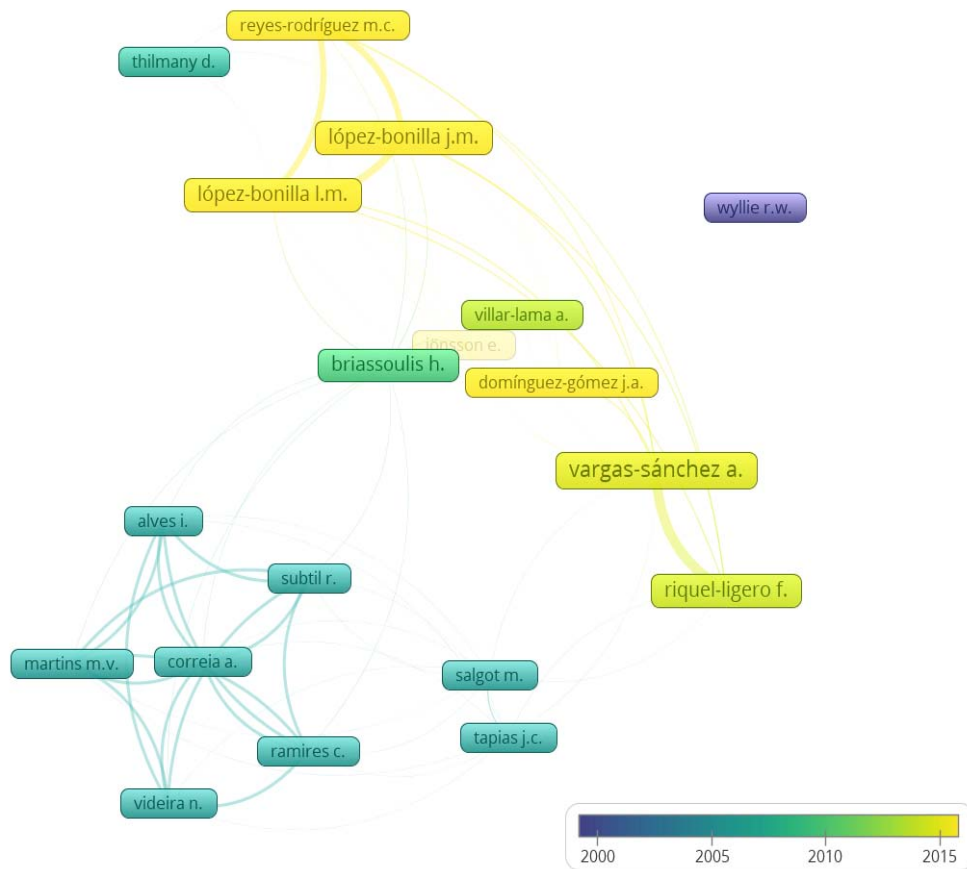 reyes-rodríguez m.c.
thilmany d.
lópez-bonilla j.m.
lópez-bonilla l.m.
wyllie r.w.
villar-lama a.
jönsson e.
briassoulis h.
domínguez-gómez j.a.
vargas-sánchez a.
alves i.
subtil r.
riquel-ligero f.
martins m.v.
correia a.
salgot m.
tapias j.c.
ramires c.
videira n.
2000 2005 2010 2015